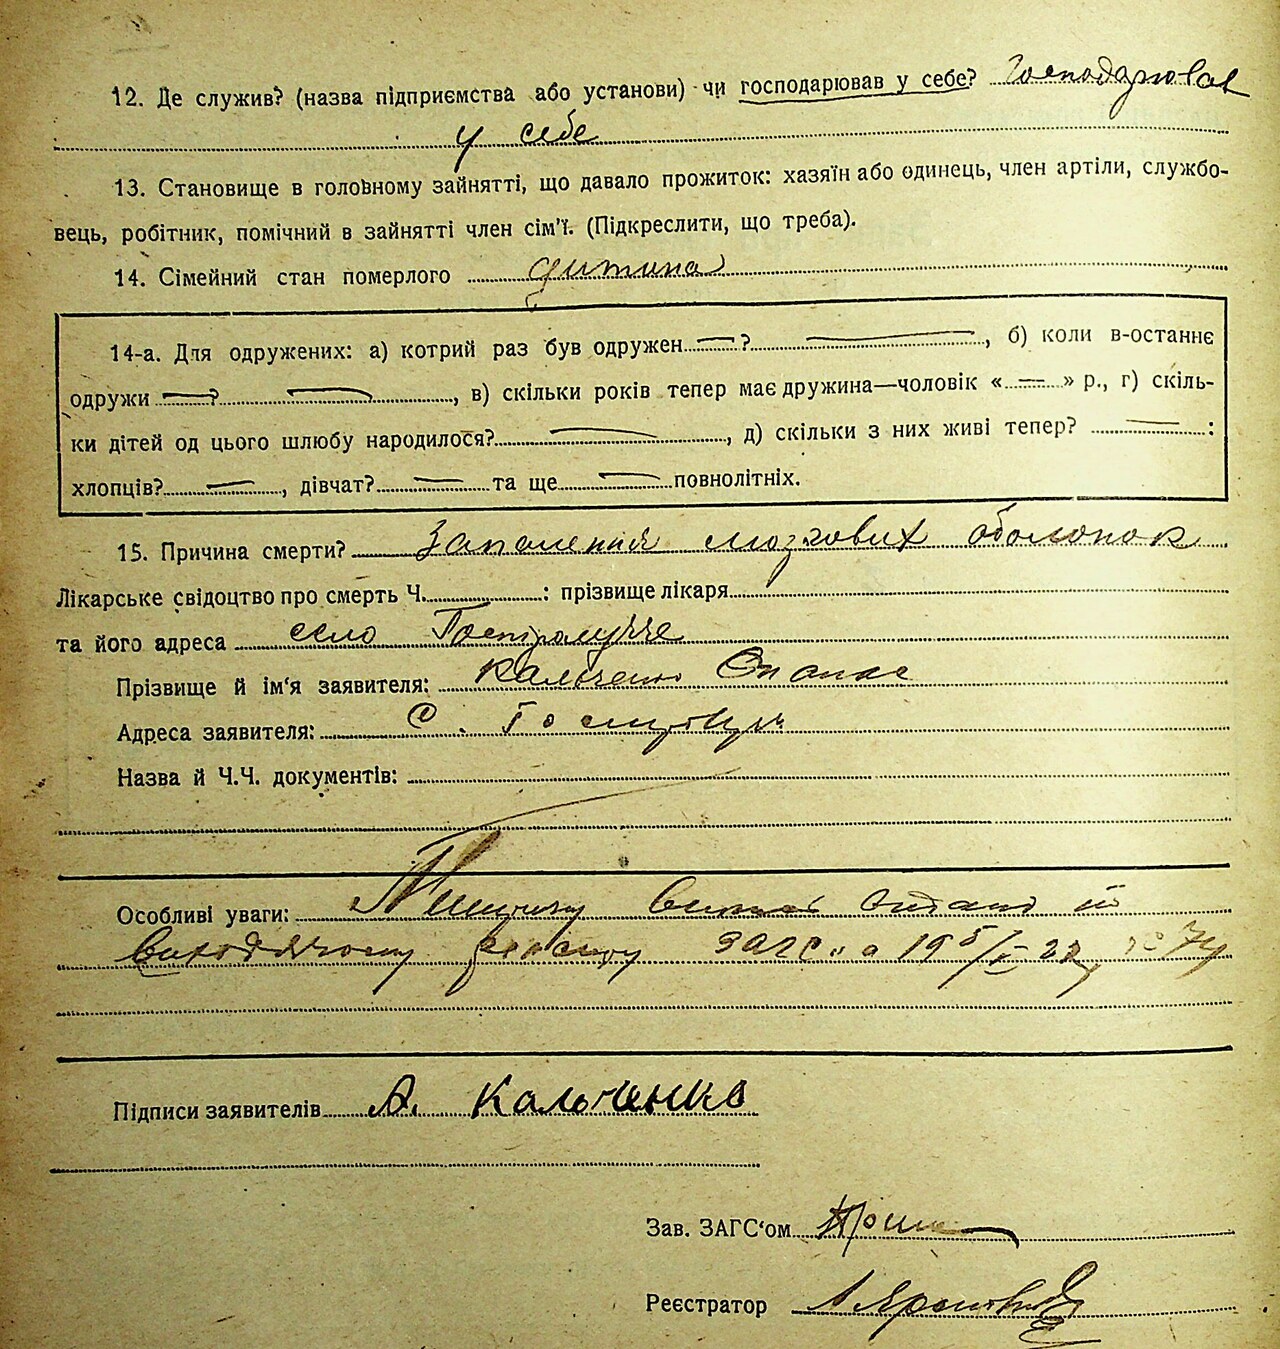 12. Де служив? (назва підприємства або установи) чи господарював у себе? Господарював
у себе
13. Становище в головному зайнятті, що давало прожиток: хазяїн або одинець, член артіли, службо-
вець, робітник, помічний в зайнятті член сім'ї. (Підкреслити, що треба).
14. Сімейний стан померлого дитина
14-а. Для одружених: а) котрий раз був одружен — ? —, б) коли в-останнє
одружи — ? —, в) скільки років тепер має дружина—чоловік « — » р., г) скіль-
ки дітей од цього шлюбу народилося? —, д) скільки з них живі тепер? — :
хлопців? —, дівчат? — та ще — повнолітніх.
15. Причина смерти? Запалення мозкових оболонок
Лікарське свідоцтво про смерть Ч. : прізвище лікаря
та його адреса село
Прізвище й ім'я заявителя: Кальченко Опанас
Адреса заявителя: с.
Назва й Ч.Ч. документів:
Особливі уваги:
ЗАГС
Підписи заявителів А. Кальченко
Зав. ЗАГС'ом
Реєстратор